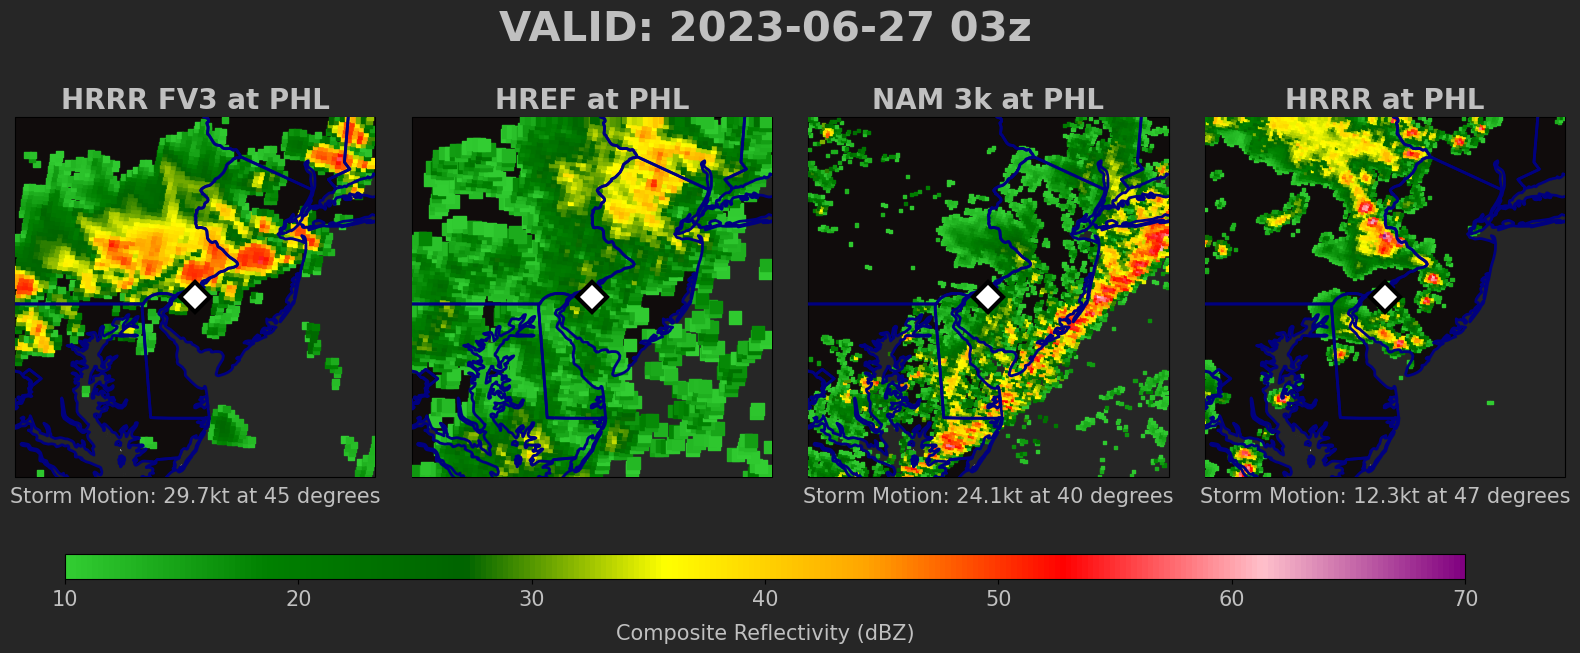 VALID: 2023-06-27 03z
HRRR FV3 at PHL
HREF at PHL
NAM 3k at PHL
HRRR at PHL
Storm Motion: 29.7kt at 45 degrees
Storm Motion: 24.1kt at 40 degrees
Storm Motion: 12.3kt at 47 degrees
10 20 30 40 50 60 70
Composite Reflectivity (dBZ)